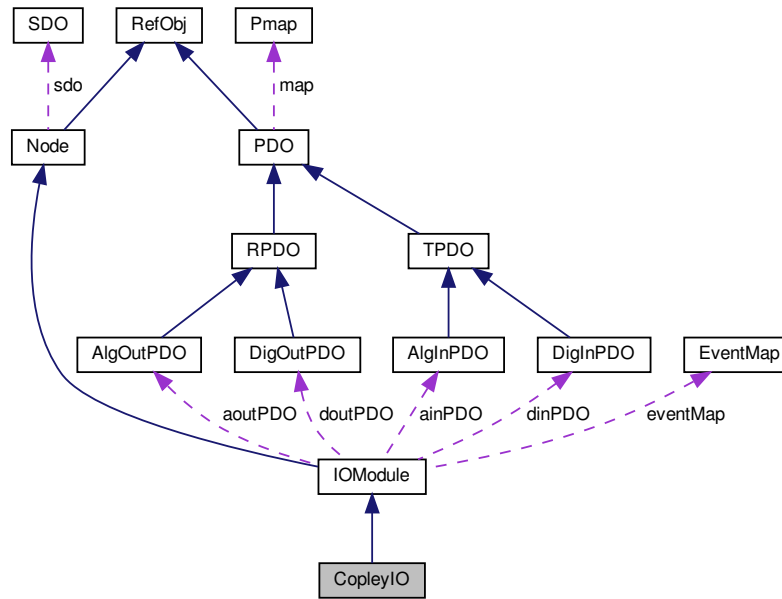 SDO
RefObj
Pmap
sdo
map
Node
PDO
RPDO
TPDO
AlgOutPDO
DigOutPDO
AlgInPDO
DigInPDO
EventMap
aoutPDO
doutPDO
ainPDO
dinPDO
eventMap
IOModule
CopleyIO